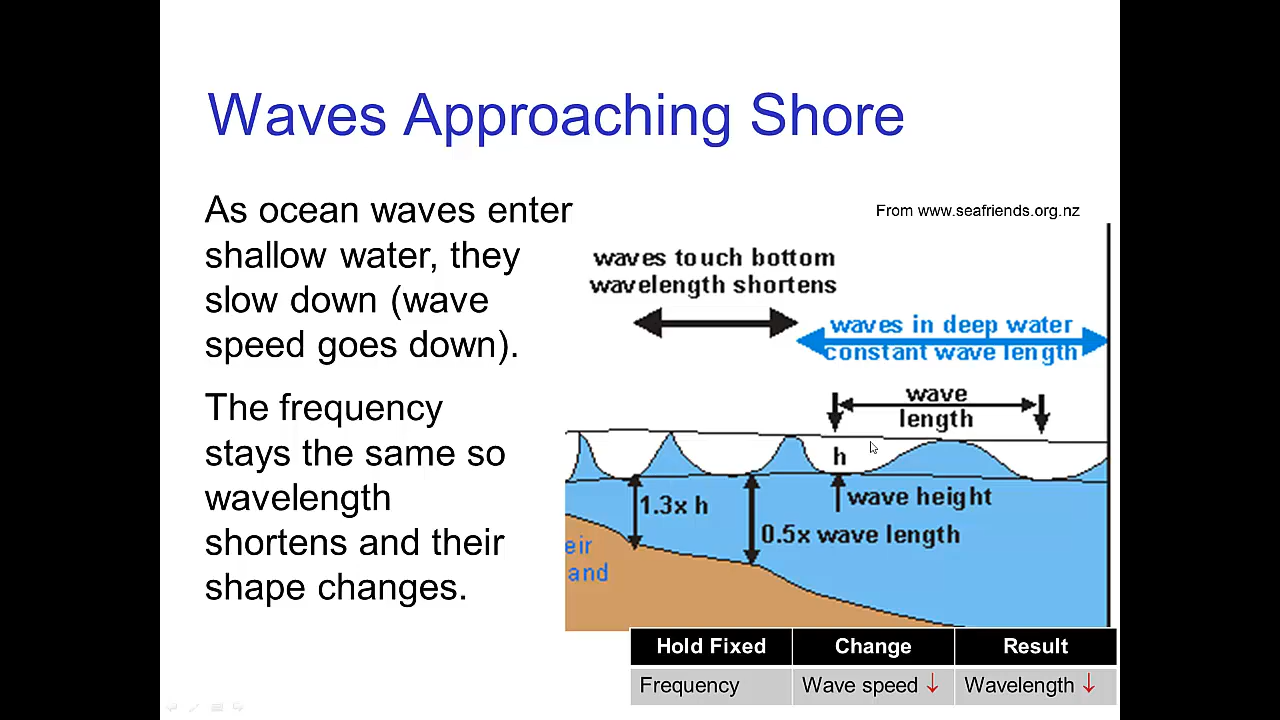 Waves Approaching Shore
As ocean waves enter
shallow water, they
slow down (wave
speed goes down).
The frequency
stays the same so
wavelength
shortens and their
shape changes.
From www.seafriends.org.nz
waves touch bottom
wavelength shortens
waves in deep water
constant wave length
wave
length
h
wave height
1.3x h
0.5x wave length
eir
and
Hold Fixed Change Result
Frequency Wave speed ↓ Wavelength ↓